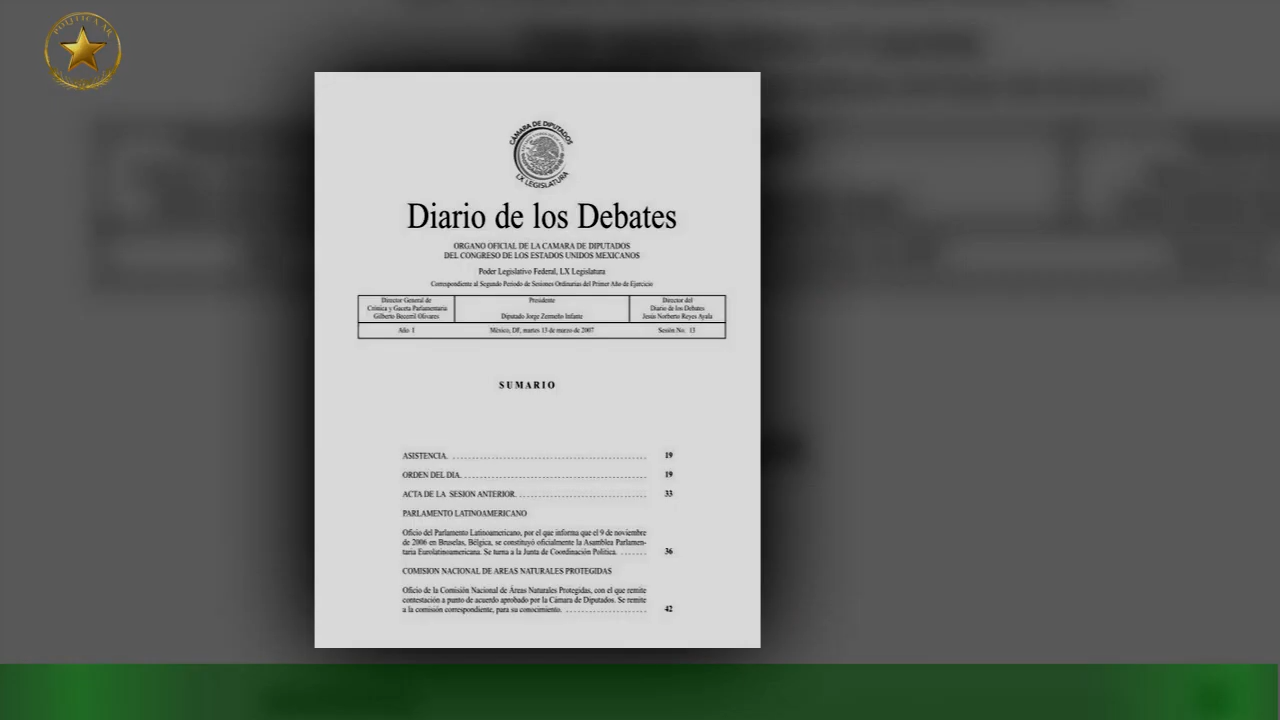 POLITICA AR
CÁMARA DE DIPUTADOS
LX LEGISLATURA
Diario de los Debates
ORGANO OFICIAL DE LA CAMARA DE DIPUTADOS
DEL CONGRESO DE LOS ESTADOS UNIDOS MEXICANOS
Poder Legislativo Federal, LX Legislatura
Correspondiente al Segundo Periodo de Sesiones Ordinarias del Primer Año de Ejercicio
Director General de
Crónica y Gaceta Parlamentaria
Gilberto Becerril Olivares
Presidente
Diputado Jorge Zermeño Infante
Director del
Diario de los Debates
Jesús Norberto Reyes Ayala
Año I
México, DF, martes 13 de marzo de 2007
Sesión No. 13
SUMARIO
ASISTENCIA. 19
ORDEN DEL DIA. 19
ACTA DE LA SESION ANTERIOR. 33
PARLAMENTO LATINOAMERICANO
Oficio del Parlamento Latinoamericano, por el que informa que el 9 de noviembre
de 2006 en Bruselas, Bélgica, se constituyó oficialmente la Asamblea Parlamen-
taria Eurolatinoamericana. Se turna a la Junta de Coordinación Política. 36
COMISION NACIONAL DE AREAS NATURALES PROTEGIDAS
Oficio de la Comisión Nacional de Áreas Naturales Protegidas, con el que remite
contestación a punto de acuerdo aprobado por la Cámara de Diputados. Se remite
a la comisión correspondiente, para su conocimiento. 42